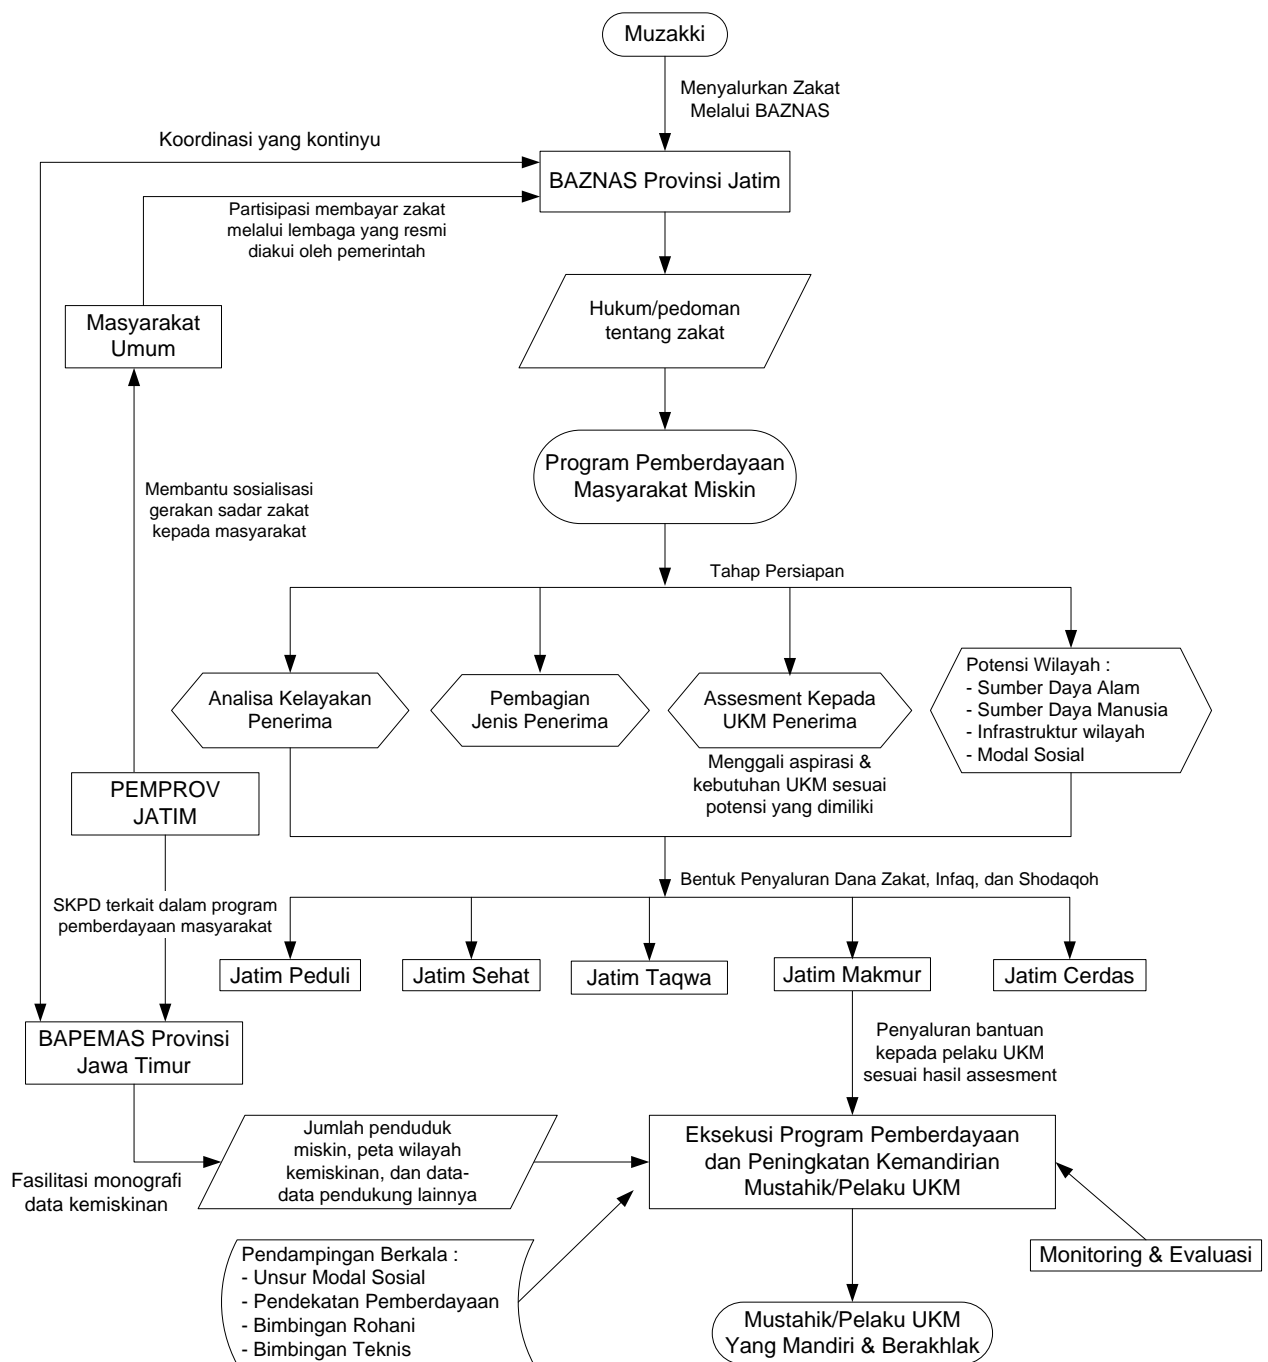 Muzakki
Menyalurkan Zakat
Melalui BAZNAS
Koordinasi yang kontinyu
BAZNAS Provinsi Jatim
Partisipasi membayar zakat
melalui lembaga yang resmi
diakui oleh pemerintah
Hukum/pedoman
tentang zakat
Masyarakat
Umum
Program Pemberdayaan
Masyarakat Miskin
Membantu sosialisasi
gerakan sadar zakat
kepada masyarakat
Tahap Persiapan
Analisa Kelayakan
Penerima
Pembagian
Jenis Penerima
Assesment Kepada
UKM Penerima
Potensi Wilayah :
- Sumber Daya Alam
- Sumber Daya Manusia
- Infrastruktur wilayah
- Modal Sosial
Menggali aspirasi &
kebutuhan UKM sesuai
potensi yang dimiliki
PEMPROV
JATIM
Bentuk Penyaluran Dana Zakat, Infaq, dan Shodaqoh
SKPD terkait dalam program
pemberdayaan masyarakat
Jatim Peduli
Jatim Sehat
Jatim Taqwa
Jatim Makmur
Jatim Cerdas
BAPEMAS Provinsi
Jawa Timur
Penyaluran bantuan
kepada pelaku UKM
sesuai hasil assesment
Fasilitasi monografi
data kemiskinan
Jumlah penduduk
miskin, peta wilayah
kemiskinan, dan data-
data pendukung lainnya
Eksekusi Program Pemberdayaan
dan Peningkatan Kemandirian
Mustahik/Pelaku UKM
Monitoring & Evaluasi
Pendampingan Berkala :
- Unsur Modal Sosial
- Pendekatan Pemberdayaan
- Bimbingan Rohani
- Bimbingan Teknis
Mustahik/Pelaku UKM
Yang Mandiri & Berakhlak